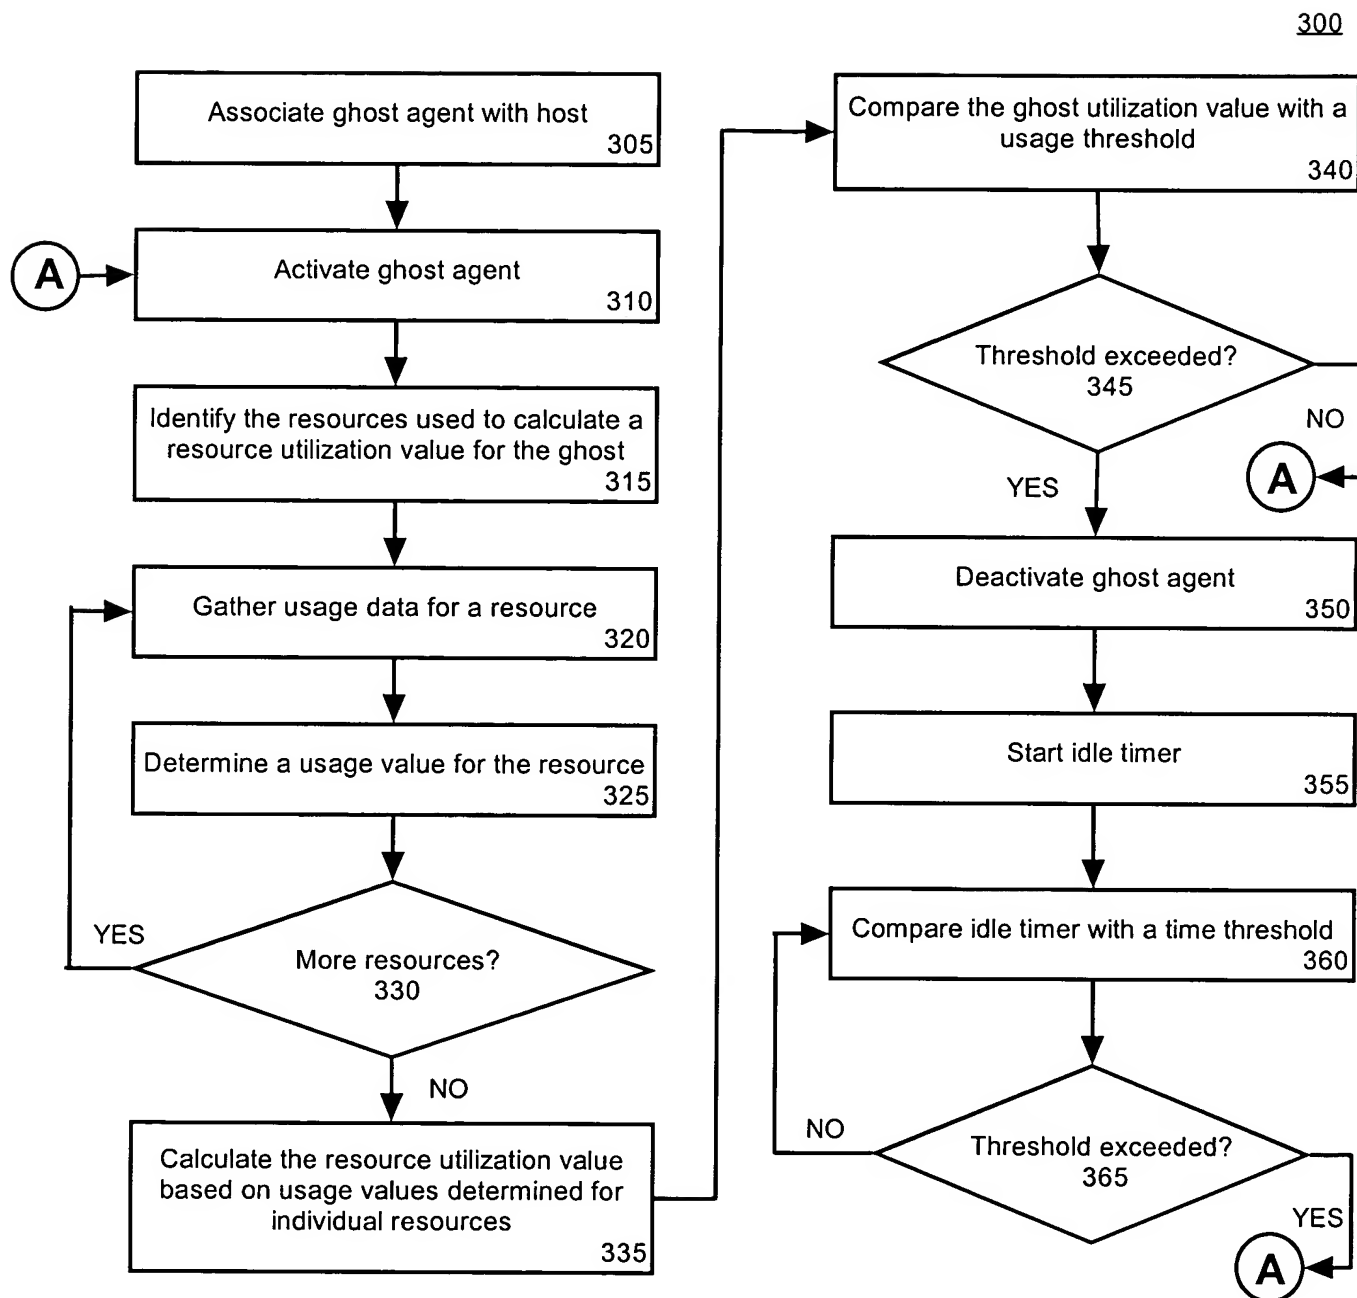 300
Associate ghost agent with host
305
A
Activate ghost agent
310
Identify the resources used to calculate a
resource utilization value for the ghost
315
Gather usage data for a resource
320
Determine a usage value for the resource
325
YES
More resources?
330
NO
Calculate the resource utilization value
based on usage values determined for
individual resources
335
Compare the ghost utilization value with a
usage threshold
340
Threshold exceeded?
345
NO
A
YES
Deactivate ghost agent
350
Start idle timer
355
Compare idle timer with a time threshold
360
NO
Threshold exceeded?
365
YES
A